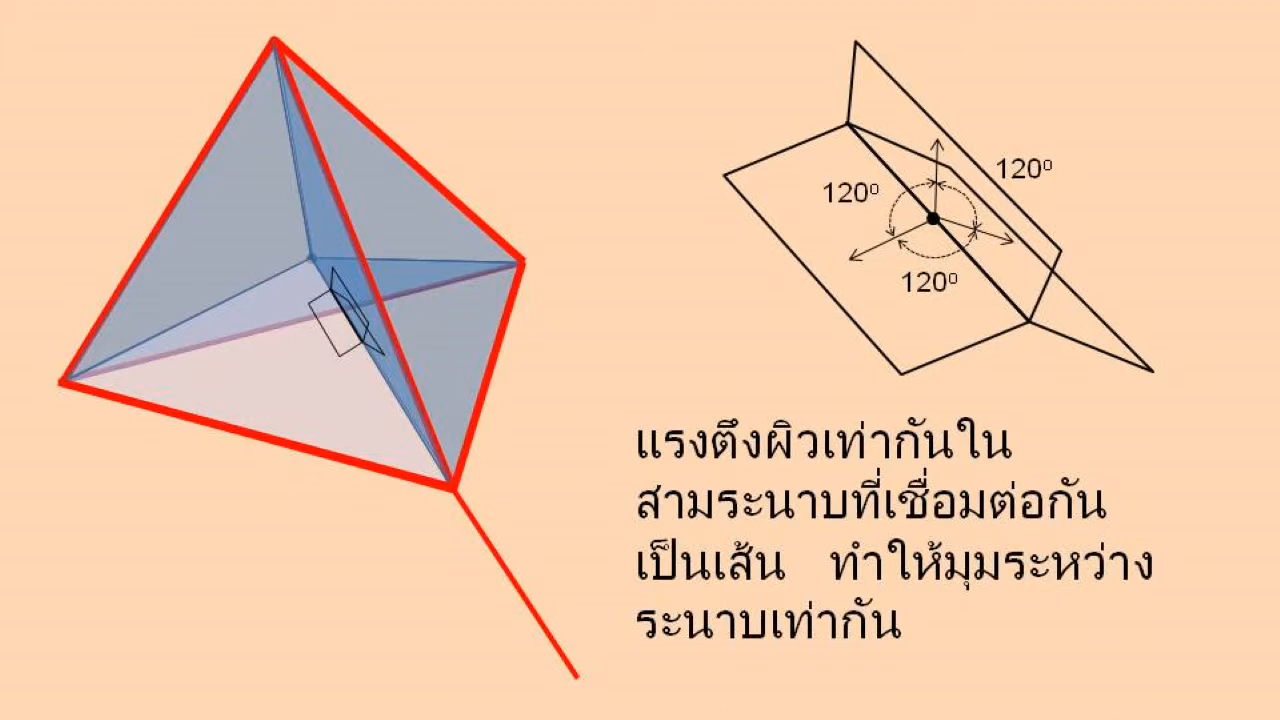 120⁰
120⁰
120⁰
แรงตึงผิวเท่ากันใน
สามระนาบที่เชื่อมต่อกัน
เป็นเส้น ทำให้มุมระหว่าง
ระนาบเท่ากัน